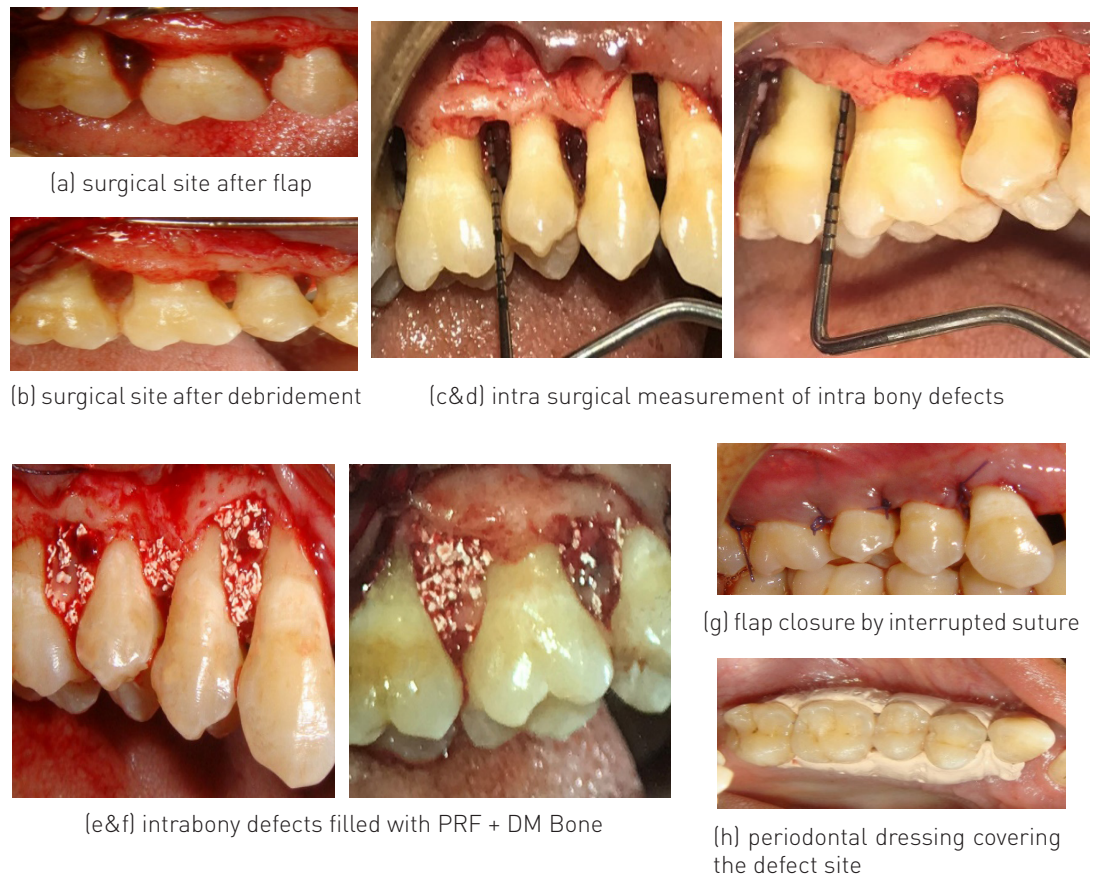 (a) surgical site after flap
(b) surgical site after debridement
(c&d) intra surgical measurement of intra bony defects
(e&f) intrabony defects filled with PRF + DM Bone
(g) flap closure by interrupted suture
(h) periodontal dressing covering
the defect site